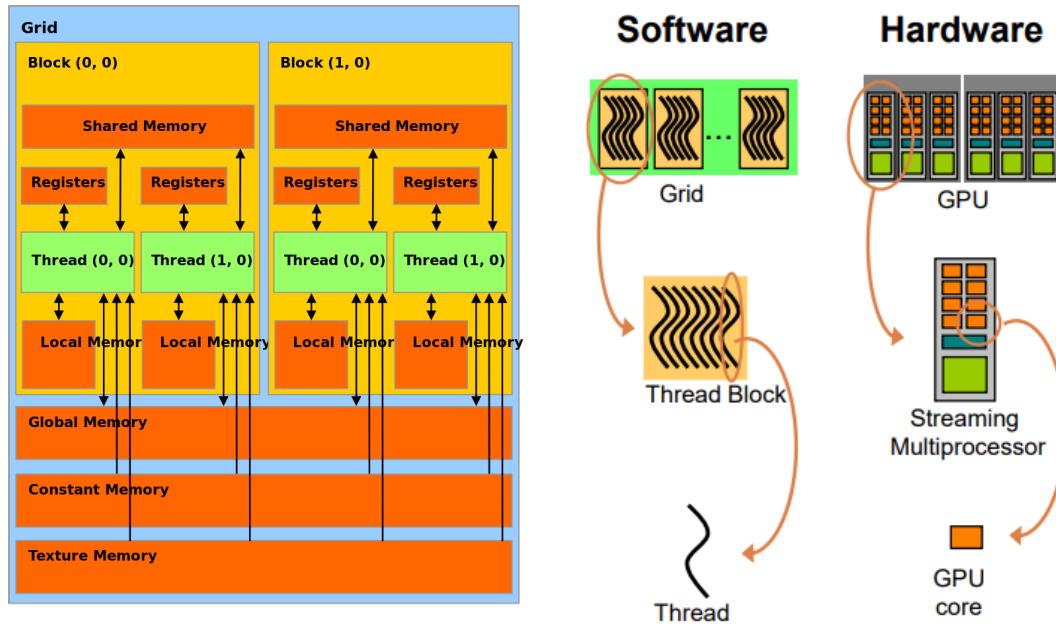 Grid
Block (0, 0)
Block (1, 0)
Shared Memory
Shared Memory
Registers
Registers
Registers
Registers
Thread (0, 0)
Thread (1, 0)
Thread (0, 0)
Thread (1, 0)
Local Memor
Local Memory
Local Memor
Local Memory
Global Memory
Constant Memory
Texture Memory
Software
Hardware
...
Grid
GPU
Thread Block
Streaming
Multiprocessor
Thread
GPU
core